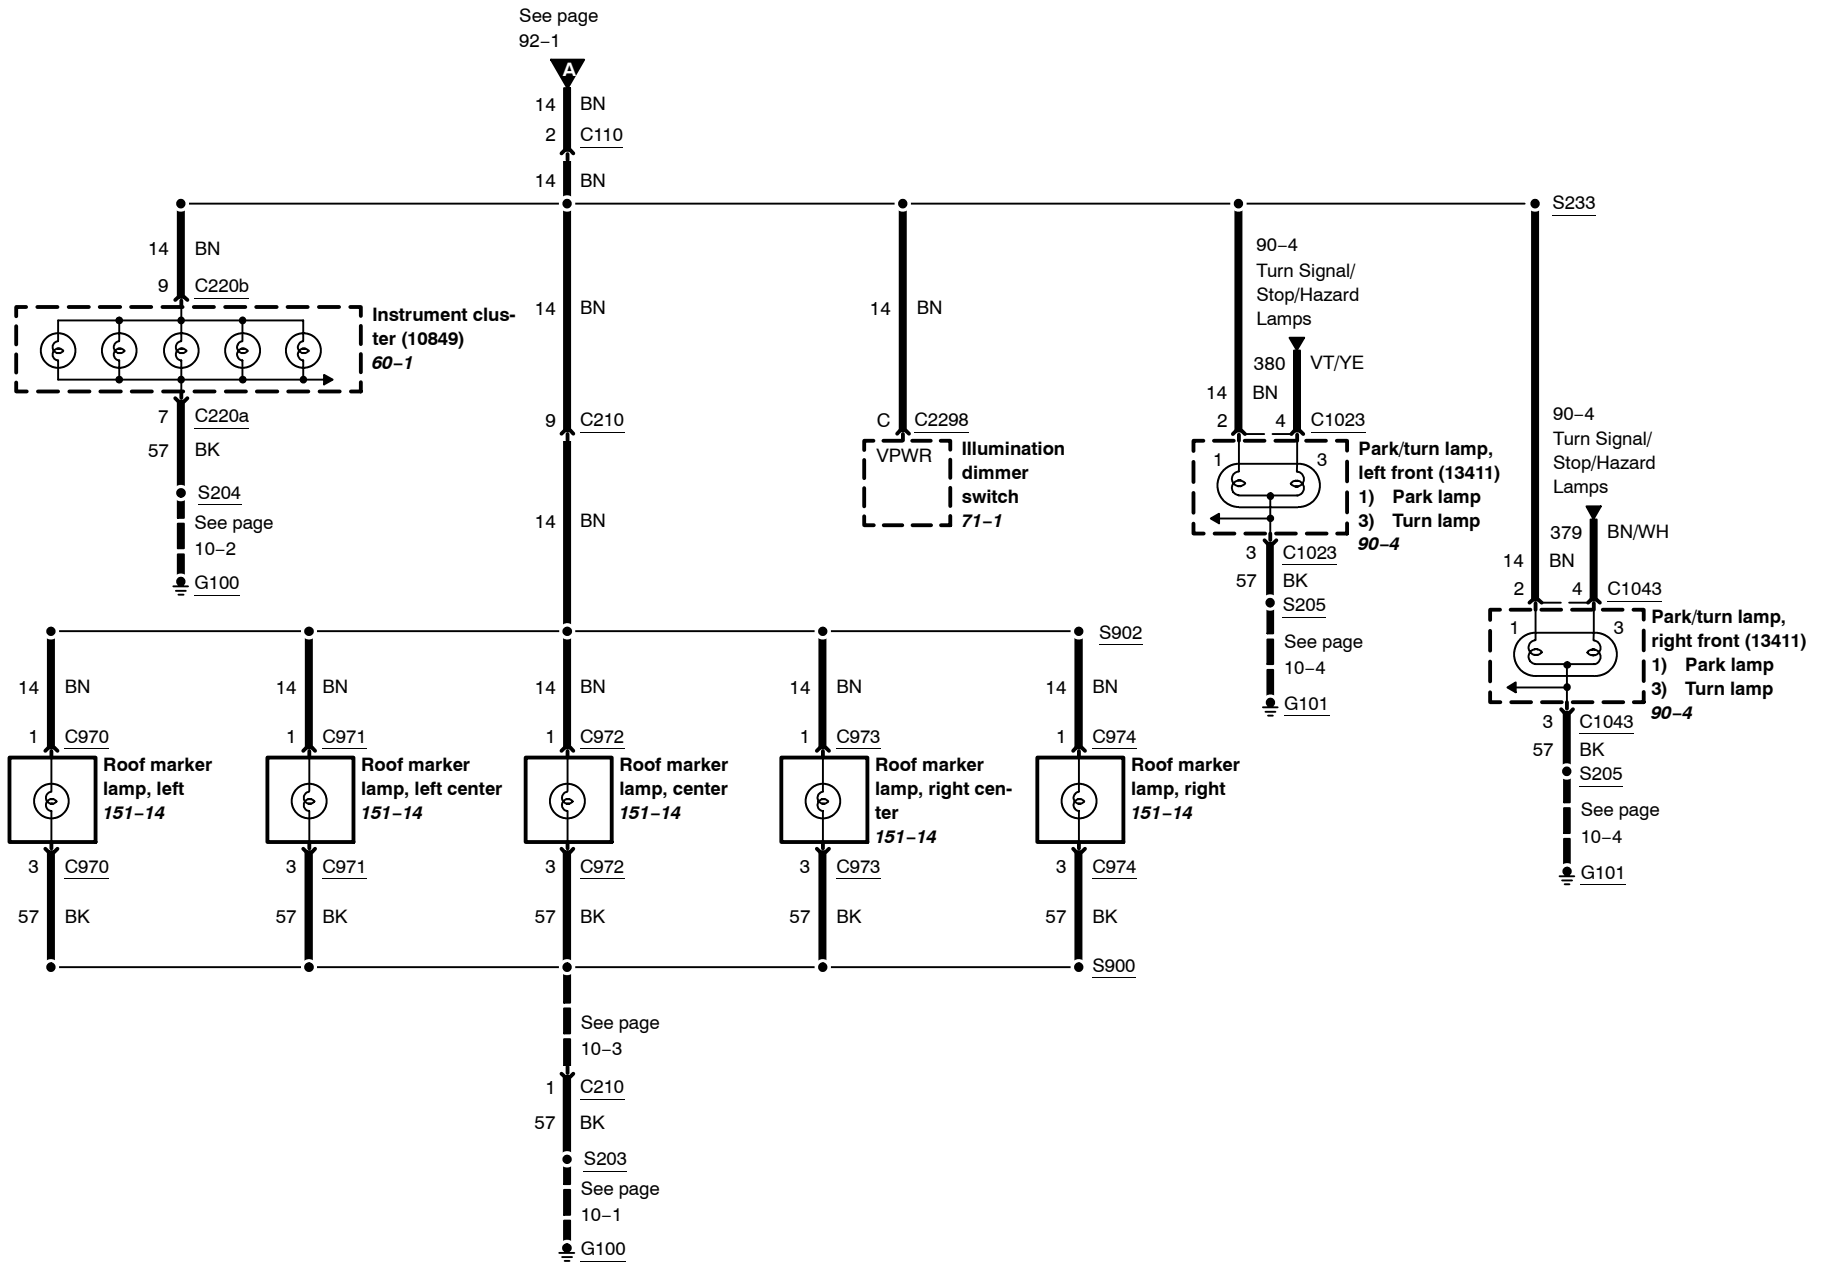 See page
92–1
A
14 BN
2 C110
14 BN
S233
14 BN
9 C220b
Instrument clus-
ter (10849)
60–1
7 C220a
57 BK
S204
See page
10–2
G100
14 BN
9 C210
14 BN
14 BN
C C2298
VPWR
Illumination
dimmer
switch
71–1
90–4
Turn Signal/
Stop/Hazard
Lamps
380 VT/YE
14 BN
2 4 C1023
1 3
Park/turn lamp,
left front (13411)
1) Park lamp
3) Turn lamp
90–4
3 C1023
57 BK
S205
See page
10–4
G101
90–4
Turn Signal/
Stop/Hazard
Lamps
379 BN/WH
14 BN
2 4 C1043
1 3
Park/turn lamp,
right front (13411)
1) Park lamp
3) Turn lamp
90–4
3 C1043
57 BK
S205
See page
10–4
G101
S902
14 BN 14 BN 14 BN 14 BN 14 BN
1 C970 1 C971 1 C972 1 C973 1 C974
Roof marker
lamp, left
151–14
Roof marker
lamp, left center
151–14
Roof marker
lamp, center
151–14
Roof marker
lamp, right cen-
ter
151–14
Roof marker
lamp, right
151–14
3 C970 3 C971 3 C972 3 C973 3 C974
57 BK 57 BK 57 BK 57 BK 57 BK
S900
See page
10–3
1 C210
57 BK
S203
See page
10–1
G100